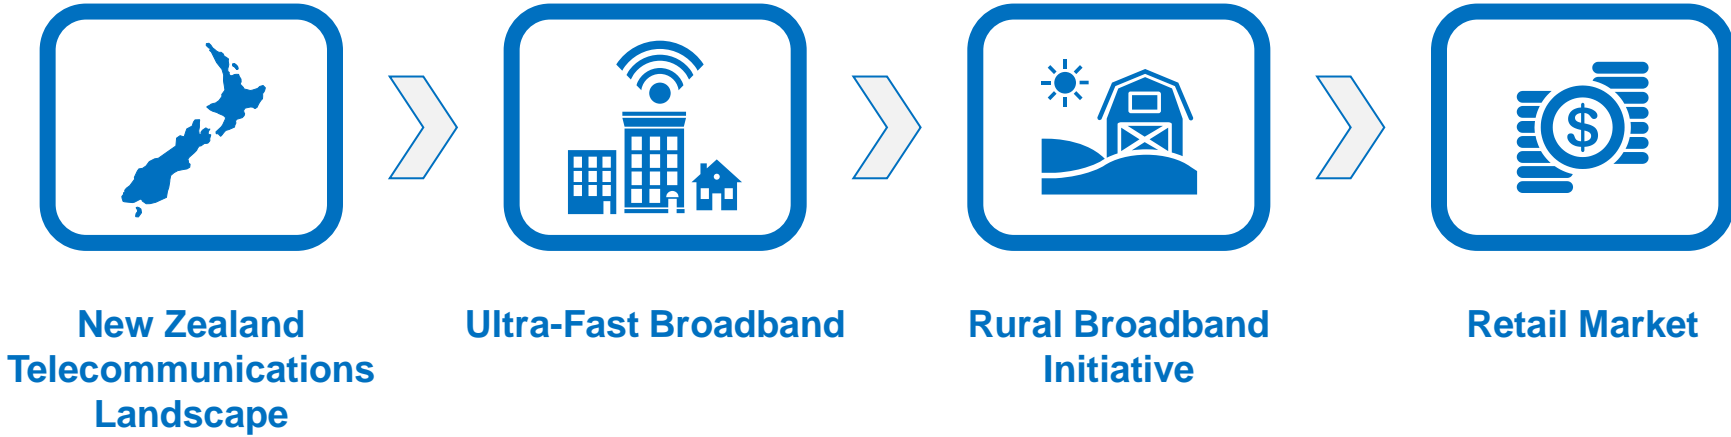 New Zealand
Telecommunications
Landscape
Ultra-Fast Broadband
Rural Broadband
Initiative
$
Retail Market